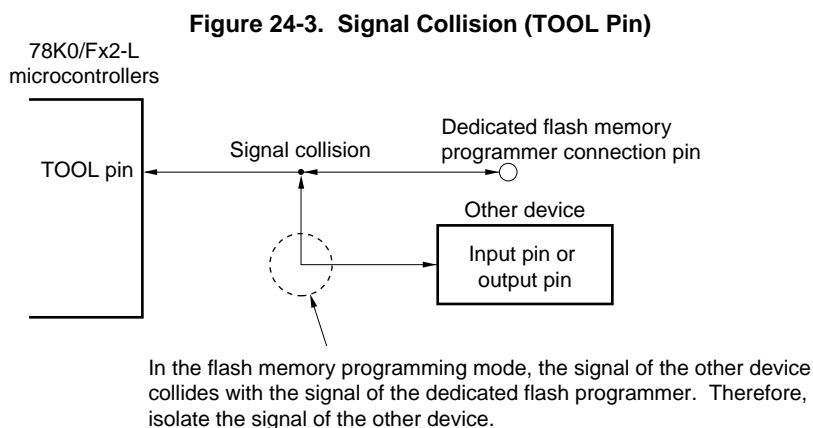 Figure 24-3. Signal Collision (TOOL Pin)
78K0/Fx2-L
microcontrollers
TOOL pin
Signal collision
Dedicated flash memory
programmer connection pin
Other device
Input pin or
output pin
In the flash memory programming mode, the signal of the other device
collides with the signal of the dedicated flash programmer. Therefore,
isolate the signal of the other device.